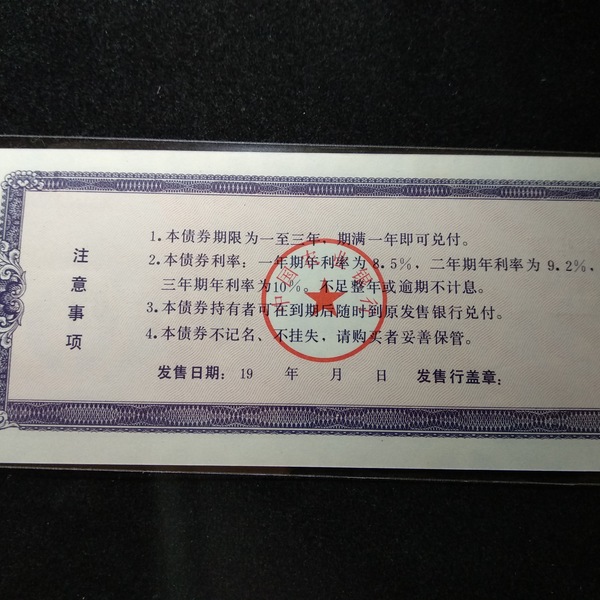 注意事项
1.本债券期限为一至三年，期满一年即可兑付。
2.本债券利率：一年期年利率为8.5%，二年期年利率为9.2%，
三年期年利率为10%。不足整年或逾期不计息。
3.本债券持有者可在到期后随时到原发售银行兑付。
4.本债券不记名、不挂失，请购买者妥善保管。
发售日期：19 年 月 日 发售行盖章：
中国农业银行